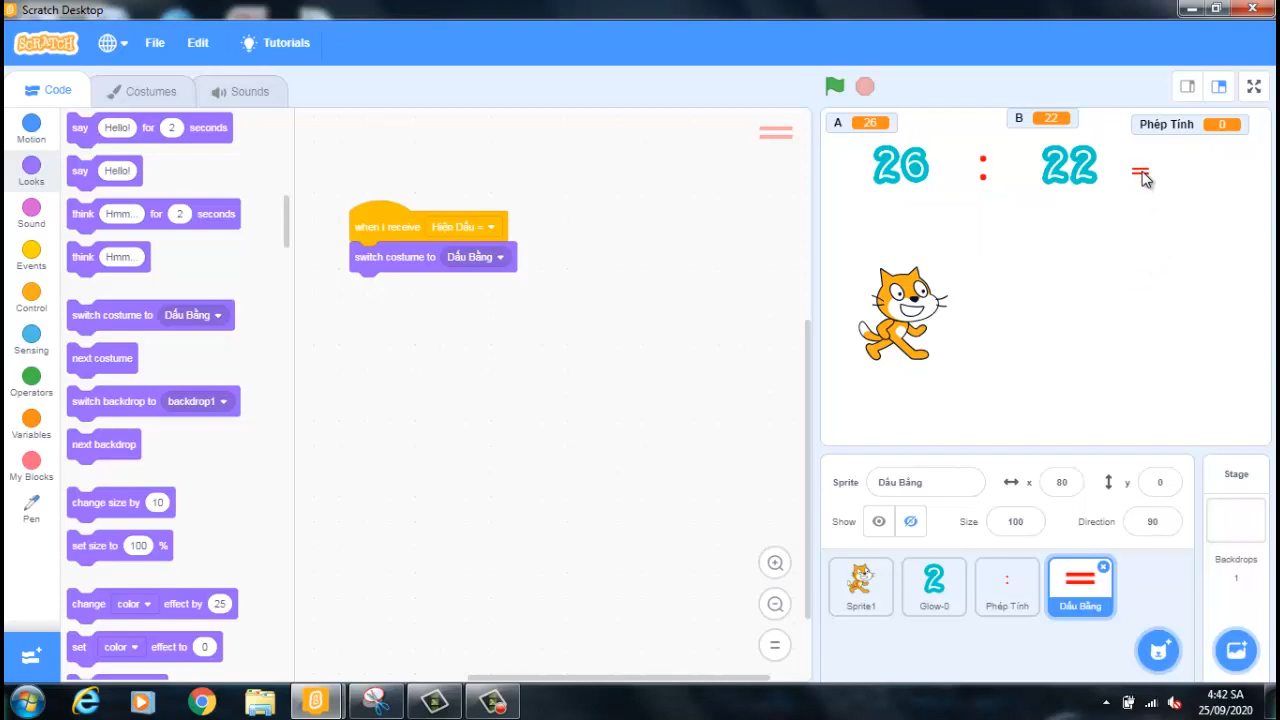 Scratch Desktop
SCRATCH File Edit Tutorials
Code Costumes Sounds
Motion
Looks
Sound
Events
Control
Sensing
Operators
Variables
My Blocks
Pen
say Hello! for 2 seconds
say Hello!
think Hmm... for 2 seconds
think Hmm...
switch costume to Dấu Bằng
next costume
switch backdrop to backdrop1
next backdrop
change size by 10
set size to 100 %
change color effect by 25
set color effect to 0
when I receive Hiện Dấu =
switch costume to Dấu Bằng
A 26
B 22
Phép Tính 0
26 : 22 =
Sprite Dấu Bằng x 80 y 0
Show Size 100 Direction 90
Sprite1
2
Glow-0
:
Phép Tính
=
Dấu Bằng
Stage
Backdrops
1
4:42 SA
25/09/2020